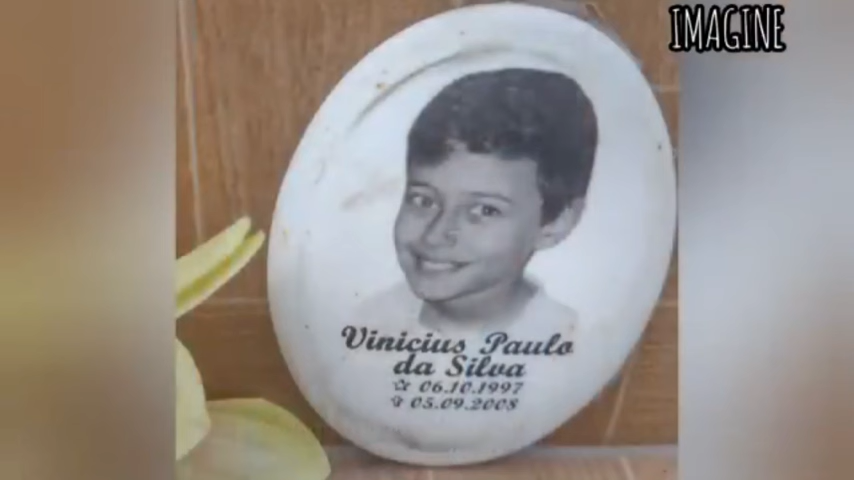 IMAGINE
Vinicius Paulo
da Silva
☆ 06.10.1997
✞ 05.09.2008